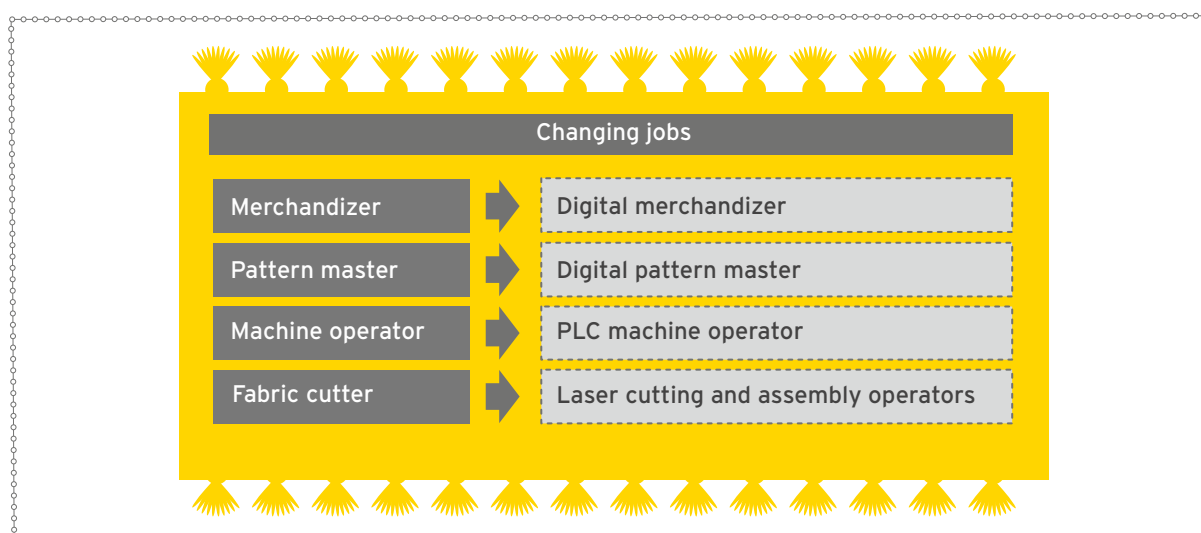 Changing jobs
Merchandizer
Digital merchandizer
Pattern master
Digital pattern master
Machine operator
PLC machine operator
Fabric cutter
Laser cutting and assembly operators